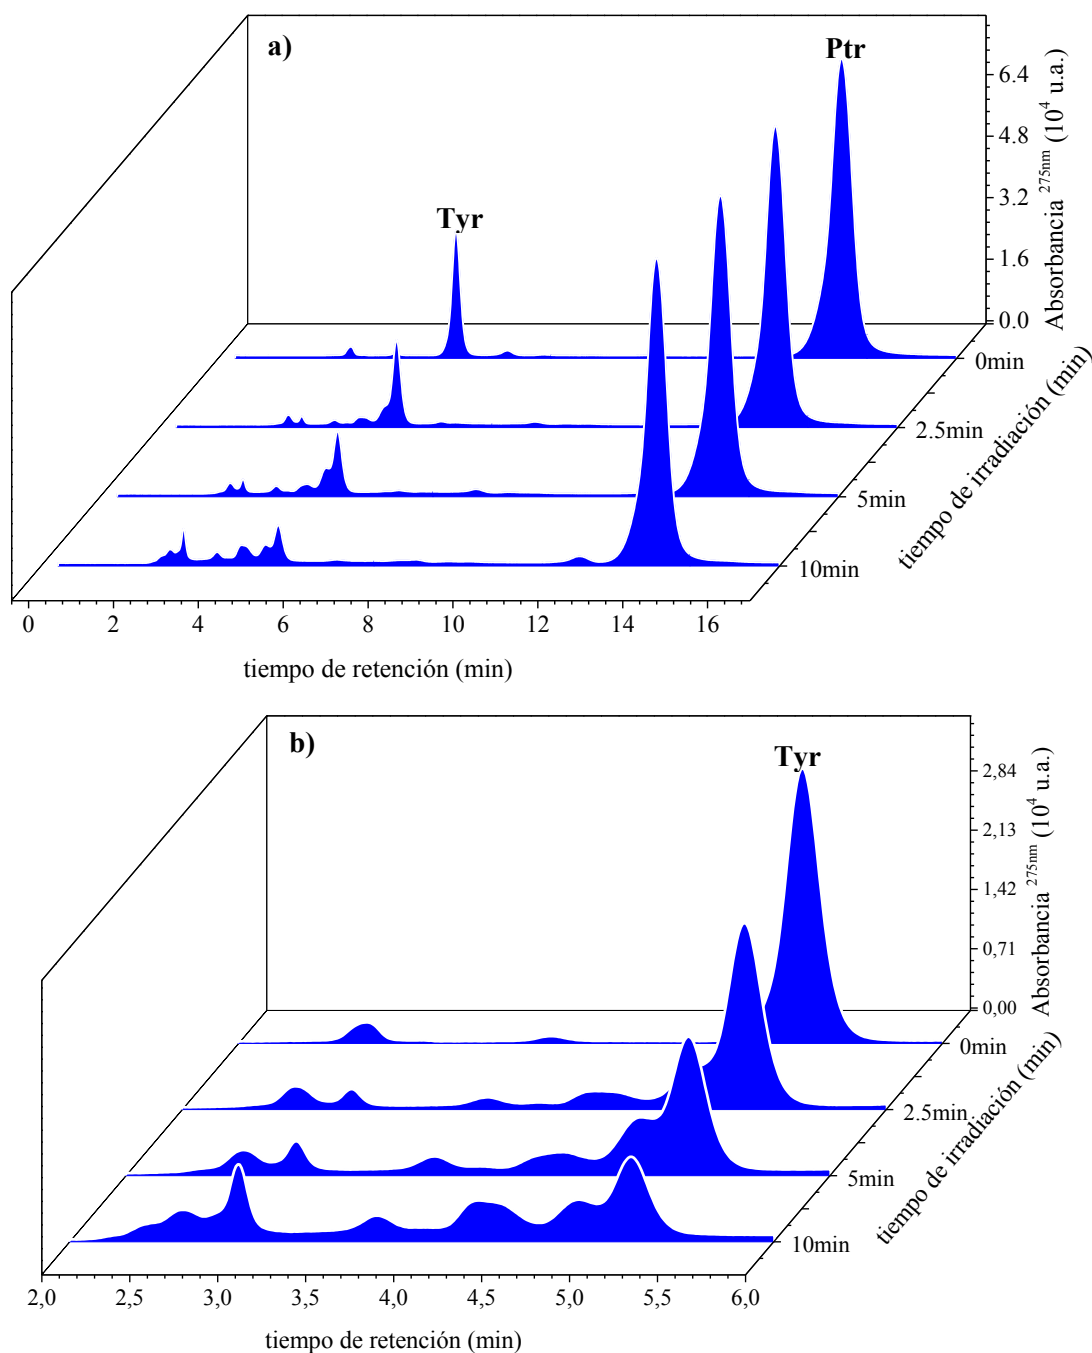 a)
Ptr
Tyr
6.4
4.8
3.2
1.6
0.0
Absorbancia 275nm (10⁴ u.a.)
0min
2.5min
5min
10min
tiempo de irradiación (min)
0 2 4 6 8 10 12 14 16
tiempo de retención (min)
b)
Tyr
2,84
2,13
1,42
0,71
0,00
Absorbancia 275nm (10⁴ u.a.)
0min
2.5min
5min
10min
tiempo de irradiación (min)
2,0 2,5 3,0 3,5 4,0 4,5 5,0 5,5 6,0
tiempo de retención (min)